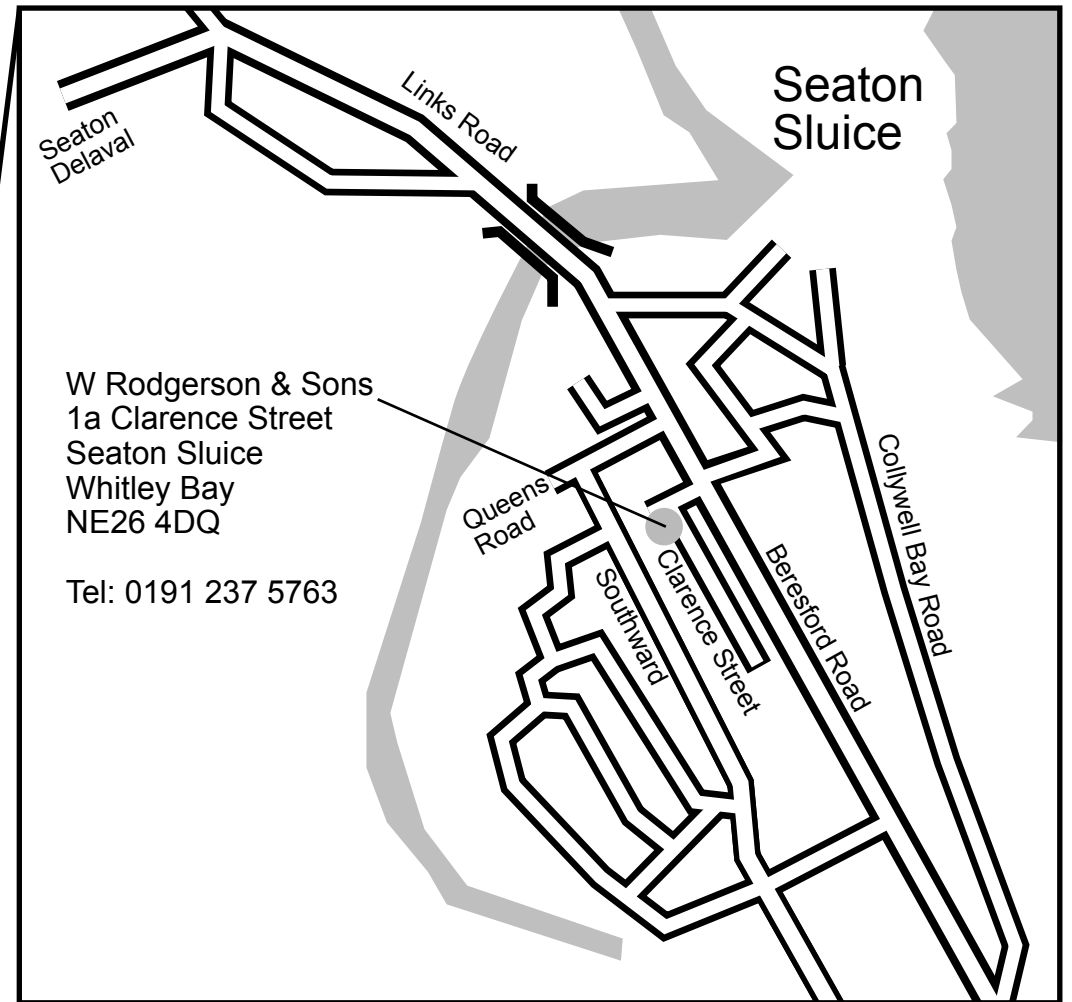 Seaton
Sluice
Links Road
Seaton
Delaval
W Rodgerson & Sons
1a Clarence Street
Seaton Sluice
Whitley Bay
NE26 4DQ
Tel: 0191 237 5763
Queens
Road
Southward
Clarence Street
Beresford Road
Collywell Bay Road